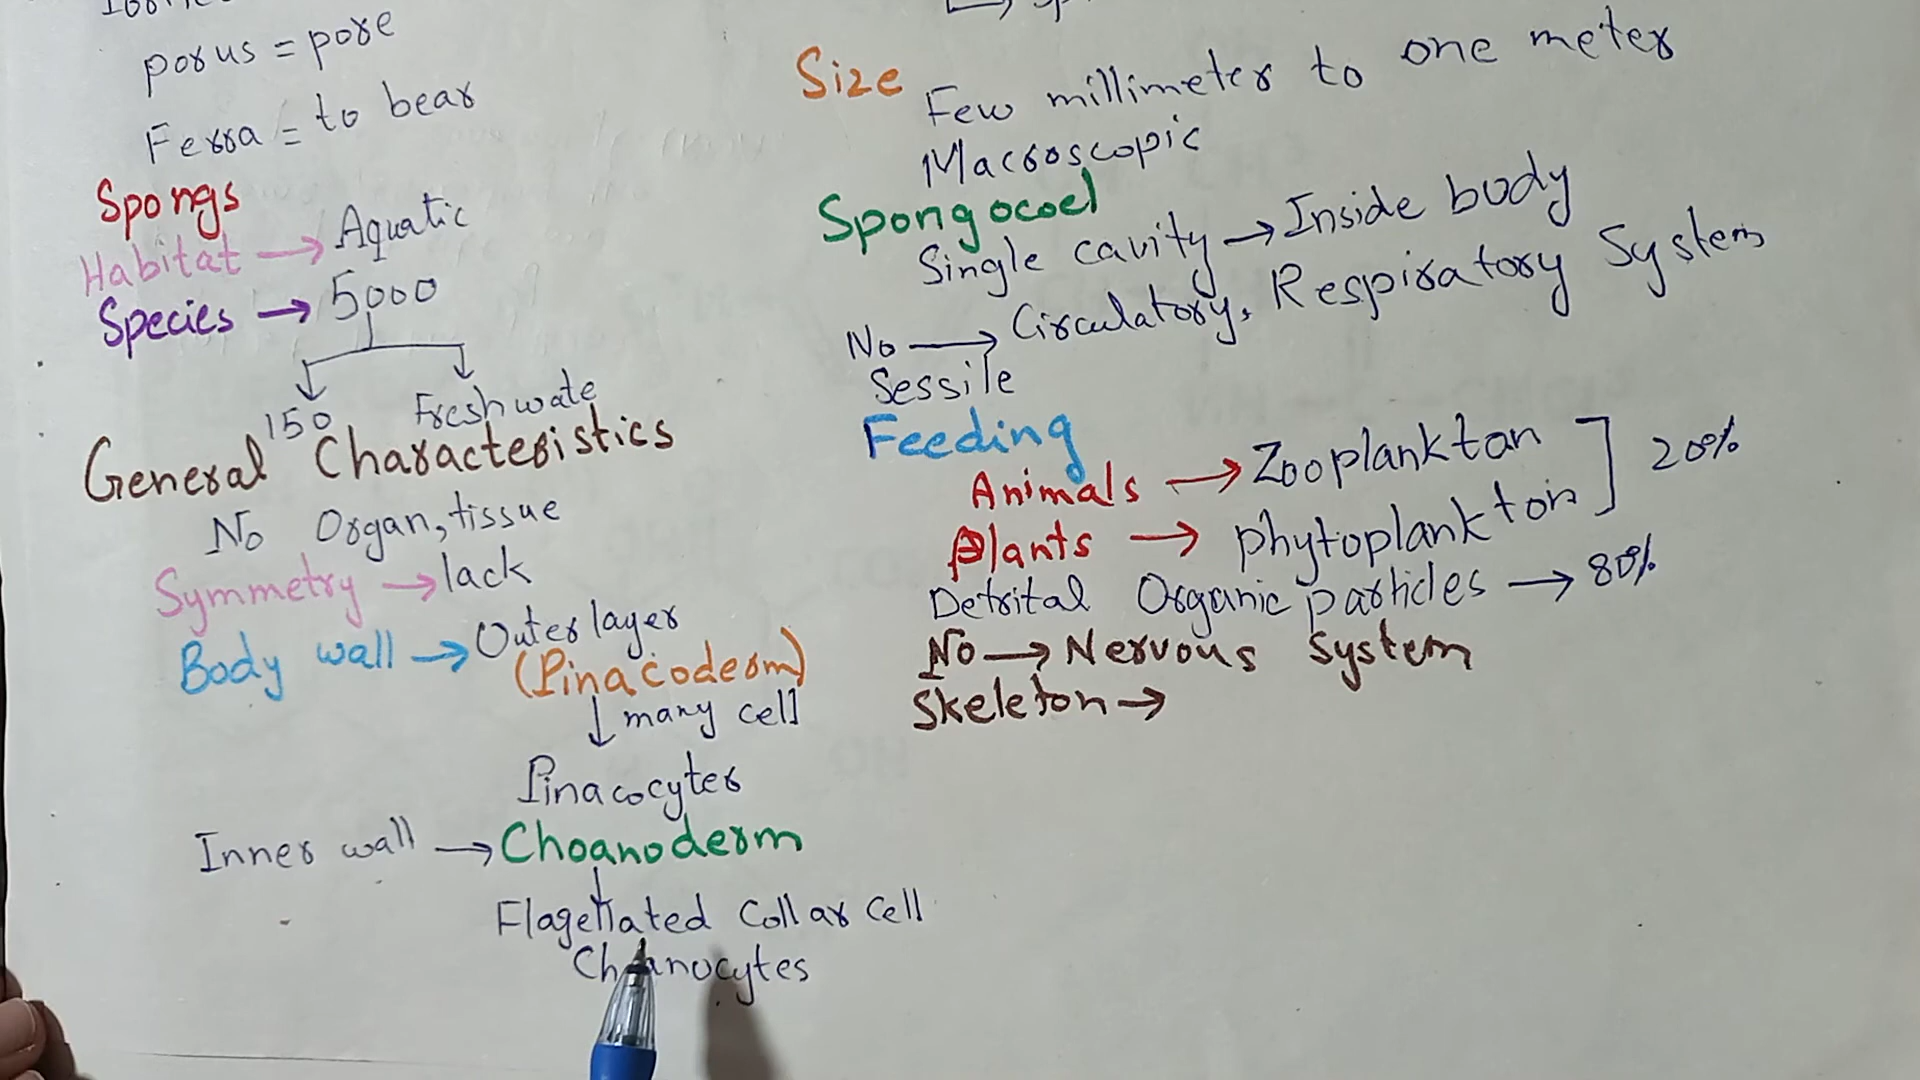 porus = pore
Ferra = to bear
Spongs
Habitat → Aquatic
Species → 5000
150 Freshwate
General Characteristics
No Organ, tissue
Symmetry → lack
Body wall → Outer layer
(Pinacoderm)
↓ many cell
Pinacocyter
Inner wall → Choanoderm
Flagellated Collar Cell
Choanocytes
Size
Few millimeter to one meter
Macroscopic
Spongocoel
Single cavity → Inside body
No → Circulatory, Respiratory System
Sessile
Feeding
Animals → Zooplankton
Plants → phytoplankton ] 20%
Detrital Organic particles → 80%
No → Nervous System
Skeleton →